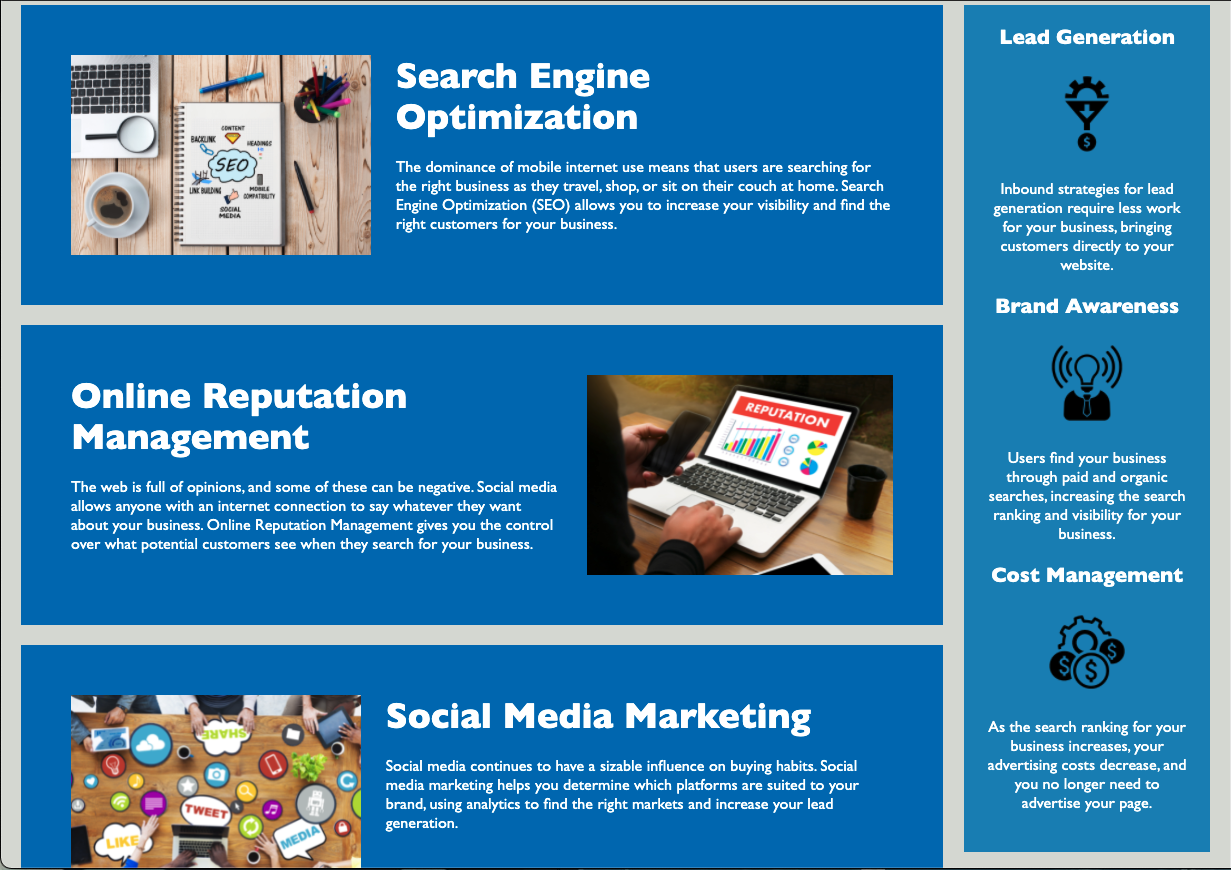 Search Engine
Optimization
The dominance of mobile internet use means that users are searching for
the right business as they travel, shop, or sit on their couch at home. Search
Engine Optimization (SEO) allows you to increase your visibility and find the
right customers for your business.
CONTENT
BACKLINK
HEADINGS
SEO
LINK BUILDING
MOBILE
COMPATIBILITY
SOCIAL
MEDIA
Online Reputation
Management
The web is full of opinions, and some of these can be negative. Social media
allows anyone with an internet connection to say whatever they want
about your business. Online Reputation Management gives you the control
over what potential customers see when they search for your business.
REPUTATION
Social Media Marketing
Social media continues to have a sizable influence on buying habits. Social
media marketing helps you determine which platforms are suited to your
brand, using analytics to find the right markets and increase your lead
generation.
SHARE
TWEET
LIKE
MEDIA
Lead Generation
$
Inbound strategies for lead
generation require less work
for your business, bringing
customers directly to your
website.
Brand Awareness
Users find your business
through paid and organic
searches, increasing the search
ranking and visibility for your
business.
Cost Management
$
$
$
As the search ranking for your
business increases, your
advertising costs decrease, and
you no longer need to
advertise your page.